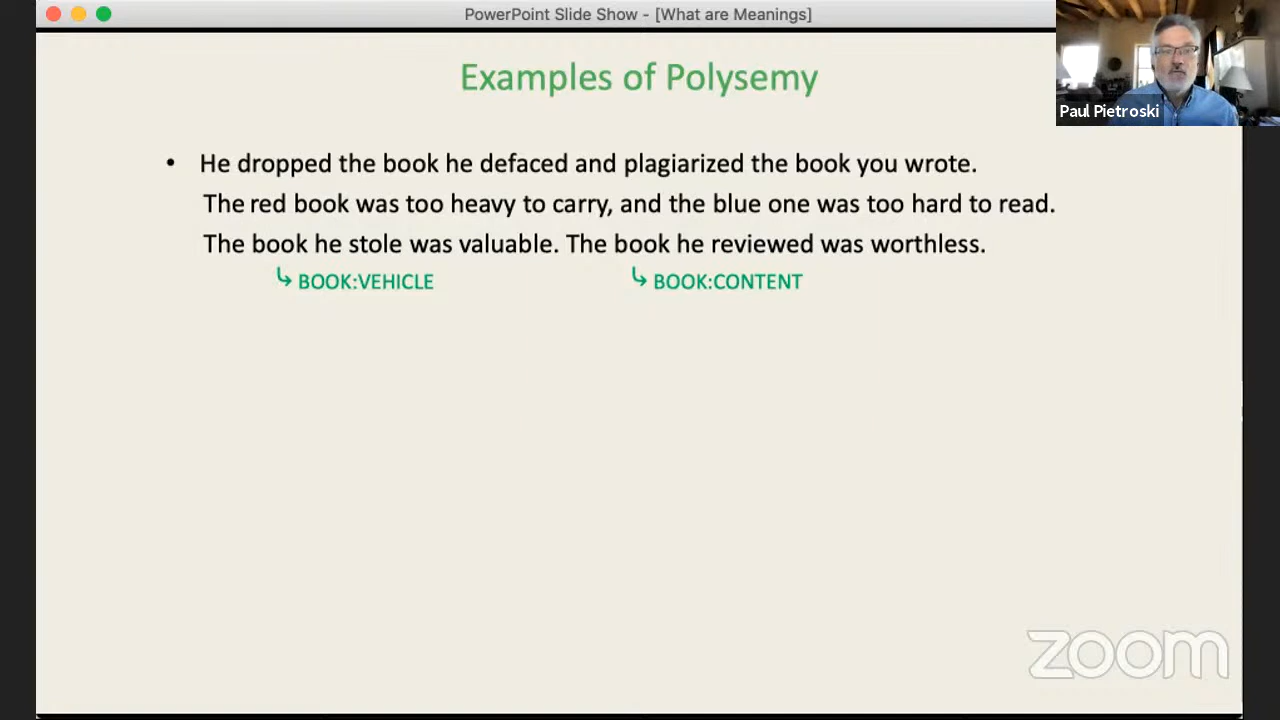 PowerPoint Slide Show - [What are Meanings]
Examples of Polysemy
Paul Pietroski
• He dropped the book he defaced and plagiarized the book you wrote.
The red book was too heavy to carry, and the blue one was too hard to read.
The book he stole was valuable. The book he reviewed was worthless.
↳ BOOK:VEHICLE ↳ BOOK:CONTENT
zoom